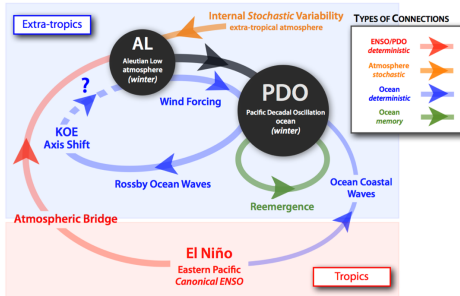 Extra-tropics
Internal Stochastic Variability
extra-tropical atmosphere
TYPES OF CONNECTIONS
ENSO/PDO
deterministic
Atmosphere
stochastic
Ocean
deterministic
Ocean
memory
AL
Aleutian Low
atmosphere
(winter)
?
Wind Forcing
PDO
Pacific Decadal Oscillation
ocean
(winter)
KOE
Axis Shift
Rossby Ocean Waves
Ocean Coastal
Waves
Reemergence
Atmospheric Bridge
El Niño
Eastern Pacific
Canonical ENSO
Tropics